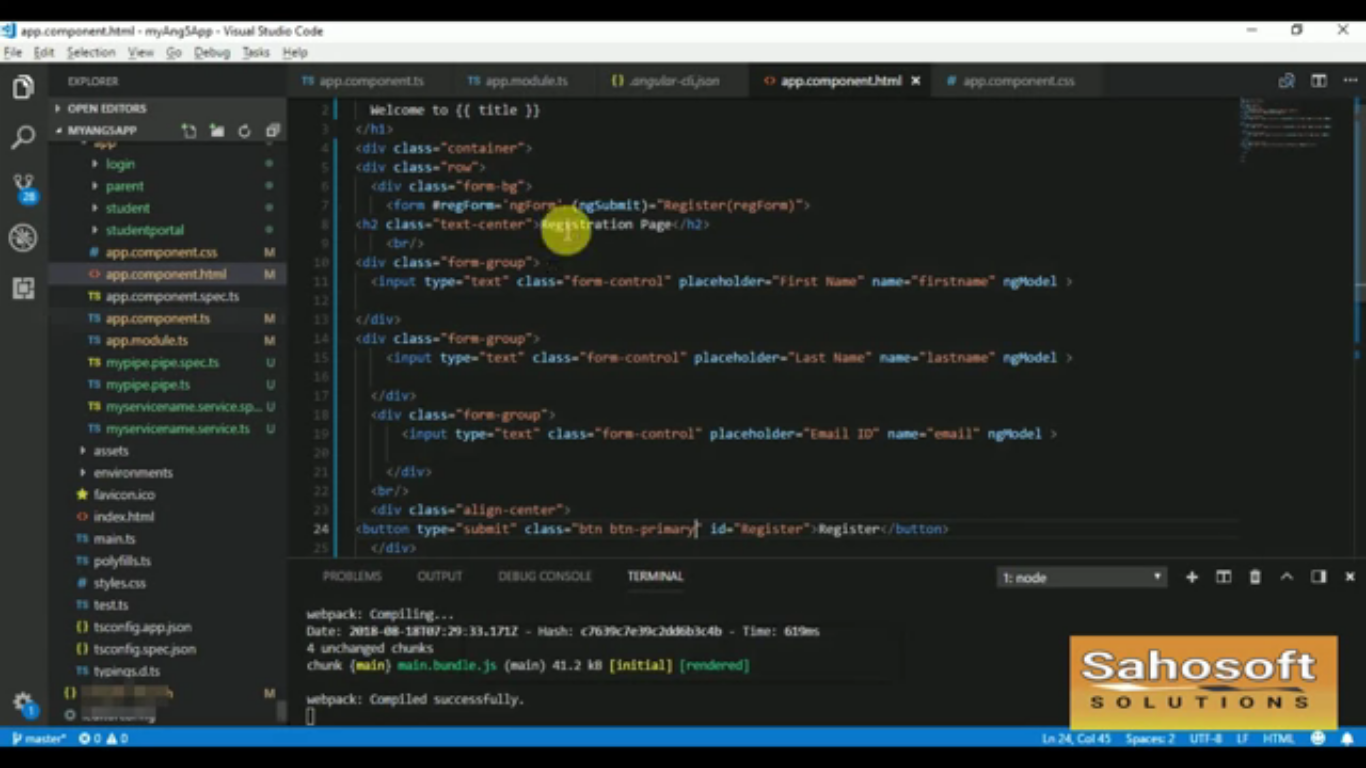 app.component.html - myAng5App - Visual Studio Code
File Edit Selection View Go Debug Tasks Help
EXPLORER
OPEN EDITORS
MYANG5APP
app
login
parent
student
studentportal
app.component.css M
app.component.html M
app.component.spec.ts
app.component.ts M
app.module.ts M
mypipe.pipe.spec.ts U
mypipe.pipe.ts U
myservicename.service.sp... U
myservicename.service.ts U
assets
environments
favicon.ico
index.html
main.ts
polyfills.ts
styles.css
test.ts
tsconfig.app.json
tsconfig.spec.json
typings.d.ts
M
28
1
app.component.ts app.module.ts .angular-cli.json app.component.html app.component.css
2 Welcome to {{ title }}
3 </h1>
4 <div class="container">
5 <div class="row">
6 <div class="form-bg">
7 <form #regForm='ngForm' (ngSubmit)="Register(regForm)">
8 <h2 class="text-center">Registration Page</h2>
9 <br/>
10 <div class="form-group">
11 <input type="text" class="form-control" placeholder="First Name" name="firstname" ngModel >
12
13 </div>
14 <div class="form-group">
15 <input type="text" class="form-control" placeholder="Last Name" name="lastname" ngModel >
16
17 </div>
18 <div class="form-group">
19 <input type="text" class="form-control" placeholder="Email ID" name="email" ngModel >
20
21 </div>
22 <br/>
23 <div class="align-center">
24 <button type="submit" class="btn btn-primary" id="Register">Register</button>
25 </div>
PROBLEMS OUTPUT DEBUG CONSOLE TERMINAL 1: node
webpack: Compiling...
Date: 2018-08-18T07:29:33.171Z - Hash: c7639c7e39c2dd6b3c4b - Time: 619ms
4 unchanged chunks
chunk {main} main.bundle.js (main) 41.2 kB [initial] [rendered]
webpack: Compiled successfully.
Sahosoft
SOLUTIONS
master* 0 0 Ln 24, Col 45 Spaces: 2 UTF-8 LF HTML